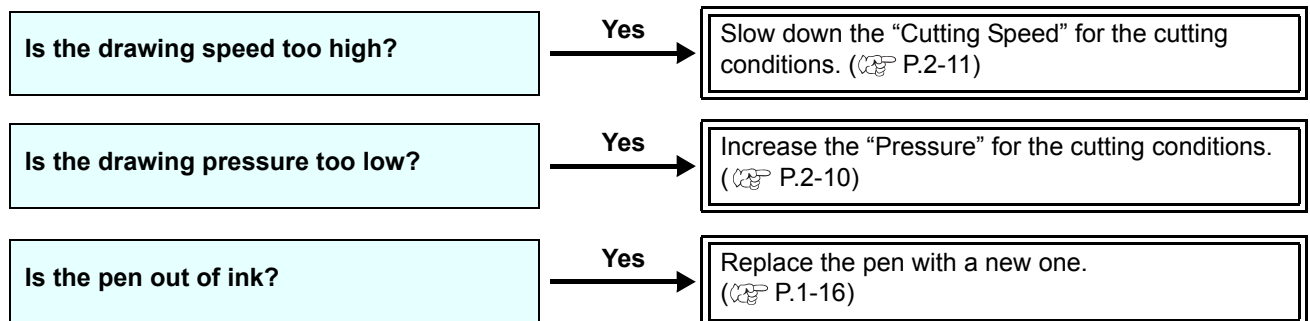 Is the drawing speed too high?
Yes
Slow down the “Cutting Speed” for the cutting
conditions. (☞ P.2-11)
Is the drawing pressure too low?
Yes
Increase the “Pressure” for the cutting conditions.
(☞ P.2-10)
Is the pen out of ink?
Yes
Replace the pen with a new one.
(☞ P.1-16)